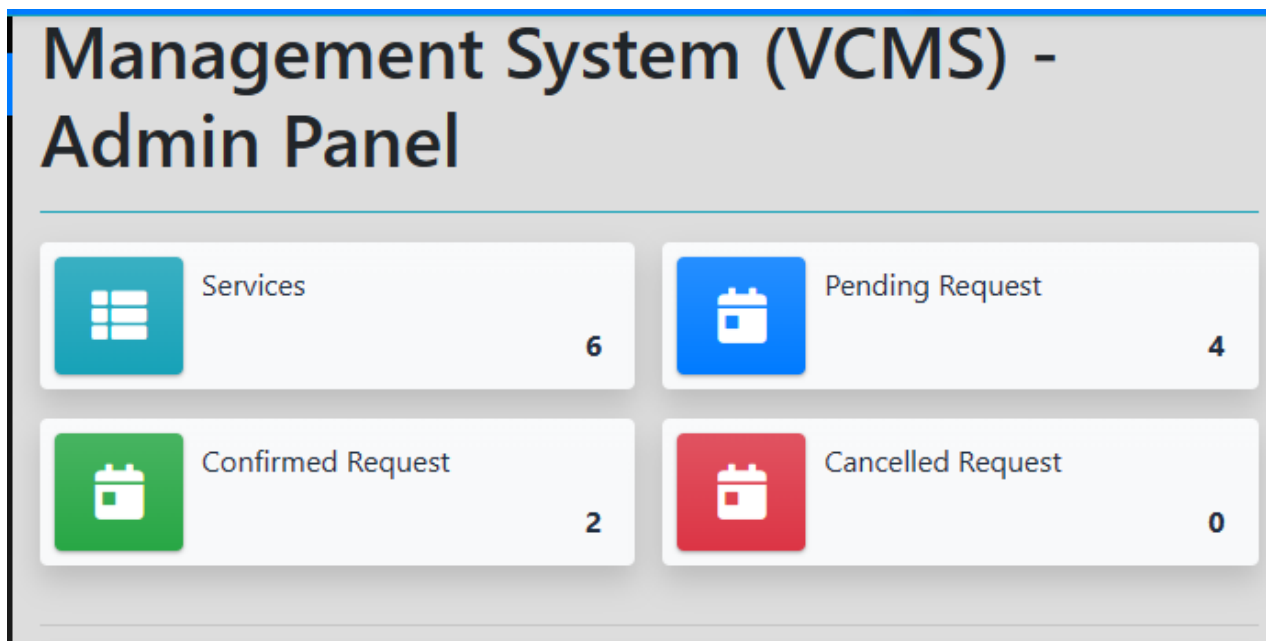 Management System (VCMS) -
Admin Panel
Services
6
Pending Request
4
Confirmed Request
2
Cancelled Request
0